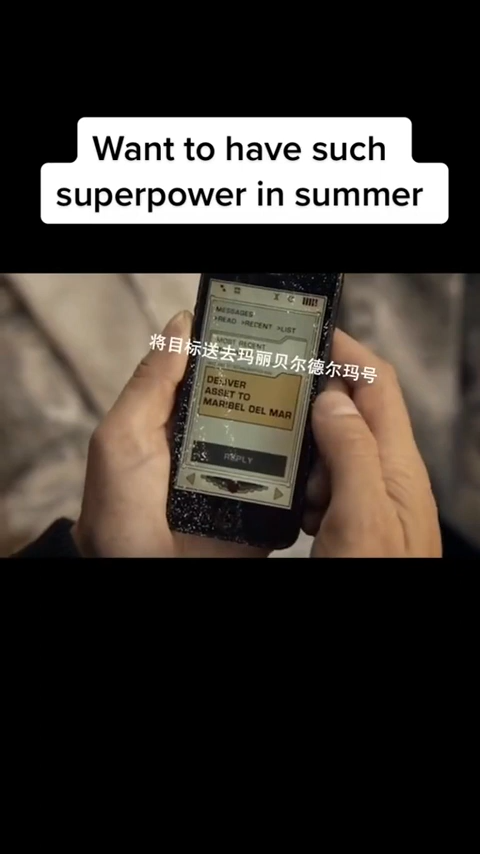 Want to have such
superpower in summer
MESSAGES
>READ >RECENT >LIST
MOST RECENT
将目标送去玛丽贝尔德尔玛号
DELIVER
ASSET TO
MARIBEL DEL MAR
REPLY